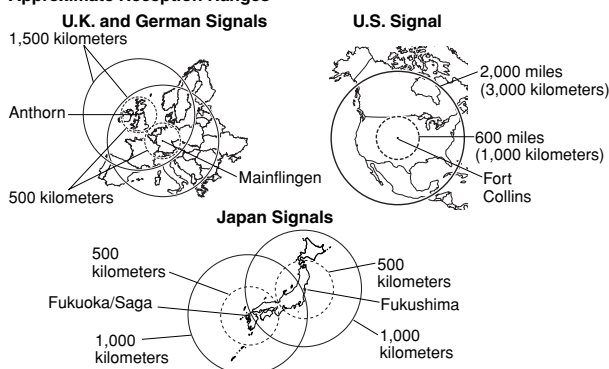 Approximate Reception Ranges
U.K. and German Signals
1,500 kilometers
Anthorn
500 kilometers
Mainflingen
U.S. Signal
2,000 miles
(3,000 kilometers)
600 miles
(1,000 kilometers)
Fort
Collins
Japan Signals
500
kilometers
Fukuoka/Saga
1,000
kilometers
500
kilometers
Fukushima
1,000
kilometers